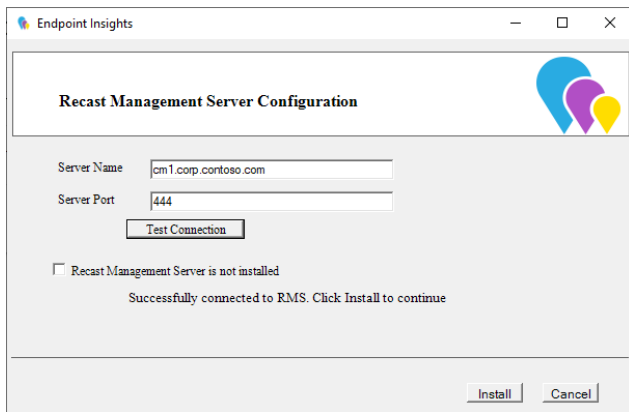 Endpoint Insights
Recast Management Server Configuration
Server Name cm1.corp.contoso.com
Server Port 444
Test Connection
Recast Management Server is not installed
Successfully connected to RMS. Click Install to continue
Install Cancel